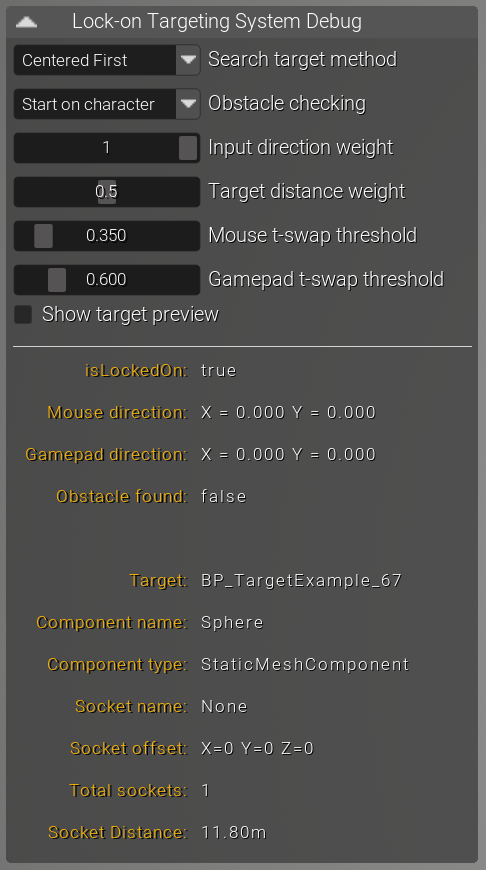 Lock-on Targeting System Debug
Centered First Search target method
Start on character Obstacle checking
1 Input direction weight
0.5 Target distance weight
0.350 Mouse t-swap threshold
0.600 Gamepad t-swap threshold
Show target preview
isLockedOn: true
Mouse direction: X = 0.000 Y = 0.000
Gamepad direction: X = 0.000 Y = 0.000
Obstacle found: false
Target: BP_TargetExample_67
Component name: Sphere
Component type: StaticMeshComponent
Socket name: None
Socket offset: X=0 Y=0 Z=0
Total sockets: 1
Socket Distance: 11.80m